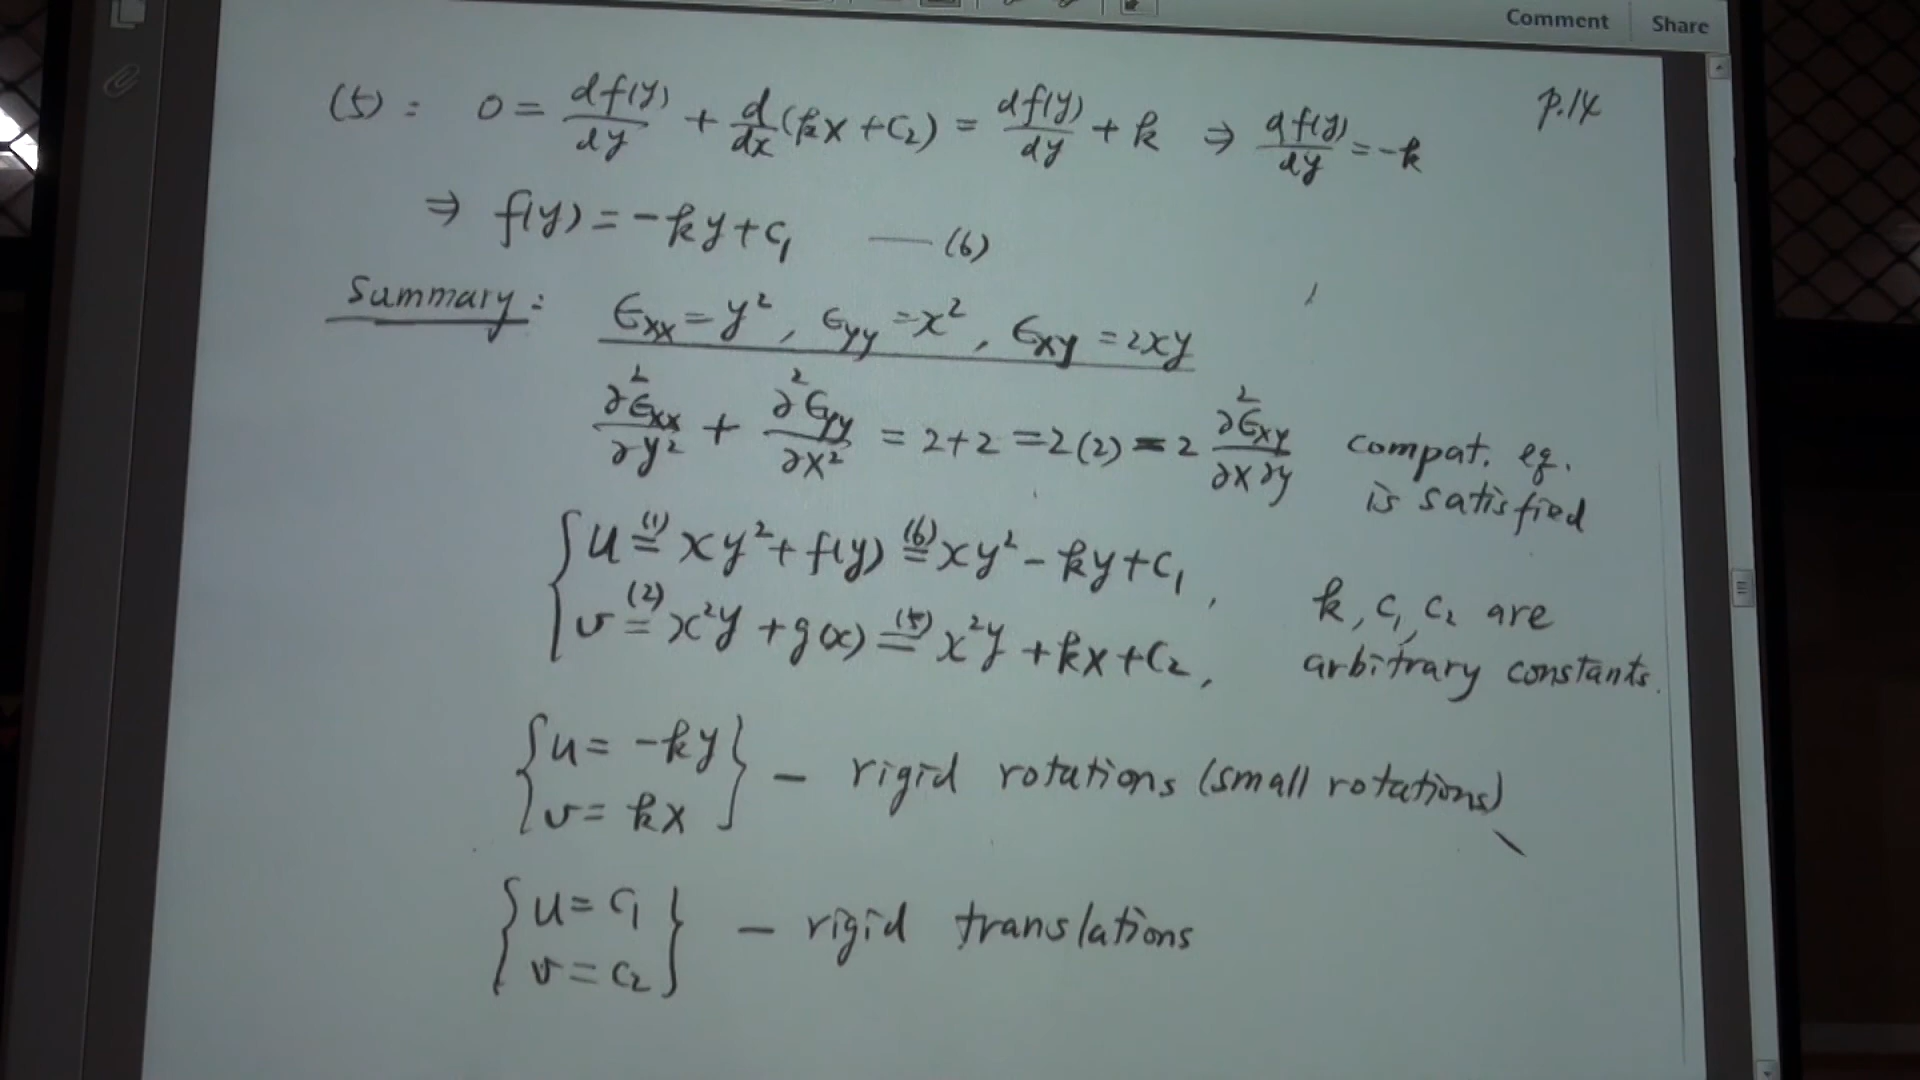 Comment Share
p.14
(5): 0 = df(y)/dy + d/dx (kx + c₂) = df(y)/dy + k ⇒ df(y)/dy = -k
⇒ f(y) = -ky + c₁ —— (6)
Summary: ϵxx = y², ϵyy = x², ϵxy = 2xy
∂²ϵxx/∂y² + ∂²ϵyy/∂x² = 2+2 = 2(2) = 2 ∂²ϵxy/∂x∂y compat. eq.
is satisfied
{ u (1)= xy² + f(y) (6)= xy² - ky + c₁,
v (2)= x²y + g(x) (5)= x²y + kx + c₂,
k, c₁, c₂ are
arbitrary constants.
{ u = -ky
v = kx } — rigid rotations (small rotations)
{ u = c₁
v = c₂ } — rigid translations